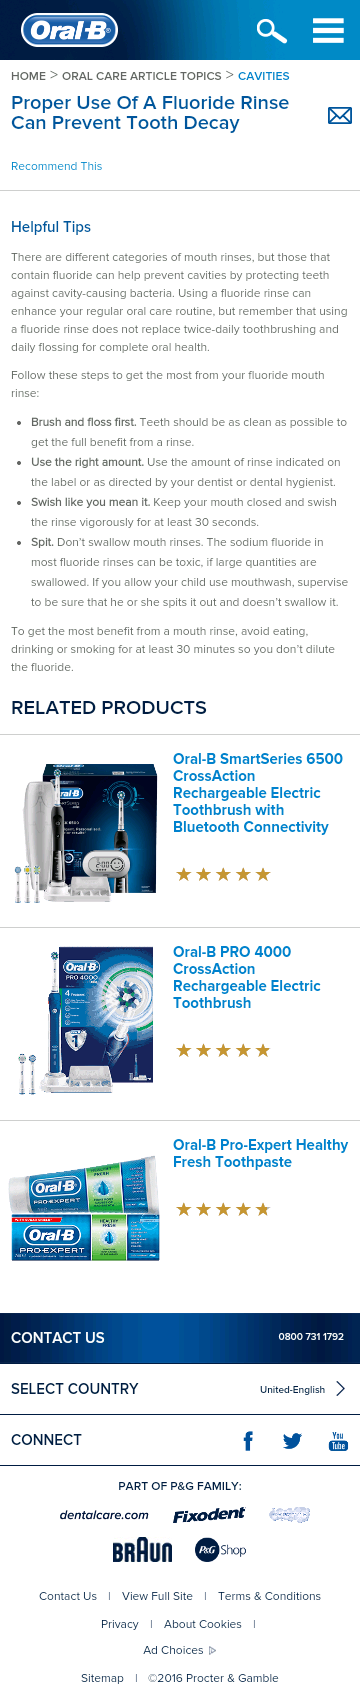 Oral-B
HOME > ORAL CARE ARTICLE TOPICS > CAVITIES
Proper Use Of A Fluoride Rinse
Can Prevent Tooth Decay
Recommend This
Helpful Tips
There are different categories of mouth rinses, but those that
contain fluoride can help prevent cavities by protecting teeth
against cavity-causing bacteria. Using a fluoride rinse can
enhance your regular oral care routine, but remember that using
a fluoride rinse does not replace twice-daily toothbrushing and
daily flossing for complete oral health.
Follow these steps to get the most from your fluoride mouth
rinse:
• Brush and floss first. Teeth should be as clean as possible to
get the full benefit from a rinse.
• Use the right amount. Use the amount of rinse indicated on
the label or as directed by your dentist or dental hygienist.
• Swish like you mean it. Keep your mouth closed and swish
the rinse vigorously for at least 30 seconds.
• Spit. Don't swallow mouth rinses. The sodium fluoride in
most fluoride rinses can be toxic, if large quantities are
swallowed. If you allow your child use mouthwash, supervise
to be sure that he or she spits it out and doesn't swallow it.
To get the most benefit from a mouth rinse, avoid eating,
drinking or smoking for at least 30 minutes so you don't dilute
the fluoride.
RELATED PRODUCTS
Oral-B SmartSeries 6500
CrossAction
Rechargeable Electric
Toothbrush with
Bluetooth Connectivity
Oral-B
PRO 4000
Oral-B PRO 4000
CrossAction
Rechargeable Electric
Toothbrush
Oral-B
PRO-EXPERT
Oral-B
PRO-EXPERT
HEALTHY
FRESH
Oral-B Pro-Expert Healthy
Fresh Toothpaste
CONTACT US 0800 731 1792
SELECT COUNTRY United-English
CONNECT You Tube
PART OF P&G FAMILY:
dentalcare.com Fixodent
BRAUN P&G Shop
Contact Us | View Full Site | Terms & Conditions
Privacy | About Cookies |
Ad Choices
Sitemap | ©2016 Procter & Gamble